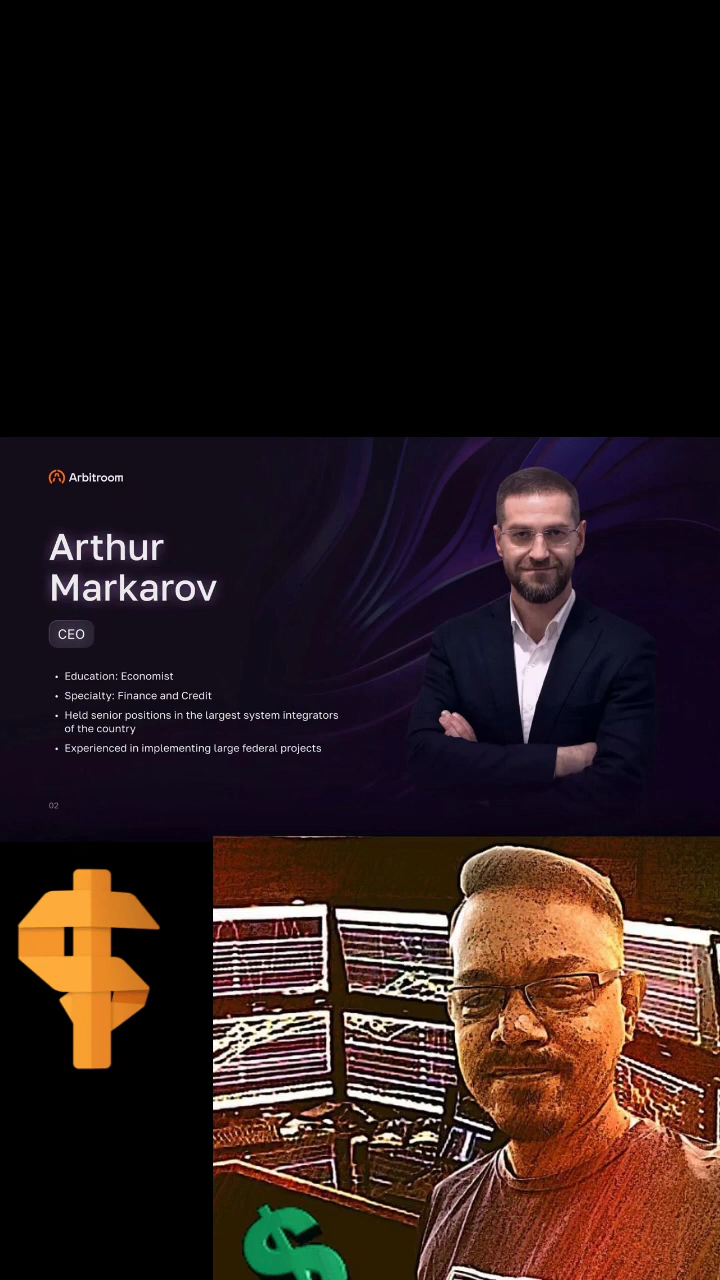 Arbitroom
Arthur
Markarov
CEO
• Education: Economist
• Specialty: Finance and Credit
• Held senior positions in the largest system integrators
of the country
• Experienced in implementing large federal projects
02